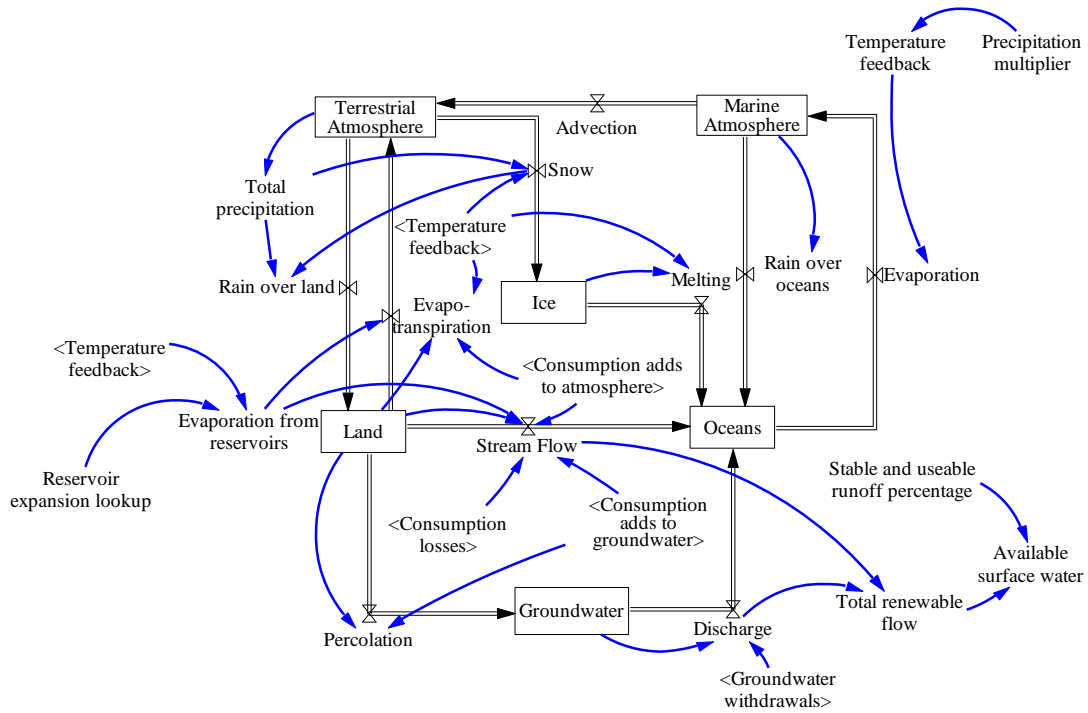 Temperature
feedback
Precipitation
multiplier
Terrestrial
Atmosphere
Advection
Marine
Atmosphere
Total
precipitation
Snow
<Temperature
feedback>
Rain over land
Evapo-
transpiration
Ice
Melting
Rain over
oceans
Evaporation
<Temperature
feedback>
<Consumption adds
to atmosphere>
Evaporation from
reservoirs
Land
Stream Flow
Oceans
Reservoir
expansion lookup
<Consumption
losses>
<Consumption
adds to
groundwater>
Stable and useable
runoff percentage
Available
surface water
Percolation
Groundwater
Discharge
Total renewable
flow
<Groundwater
withdrawals>